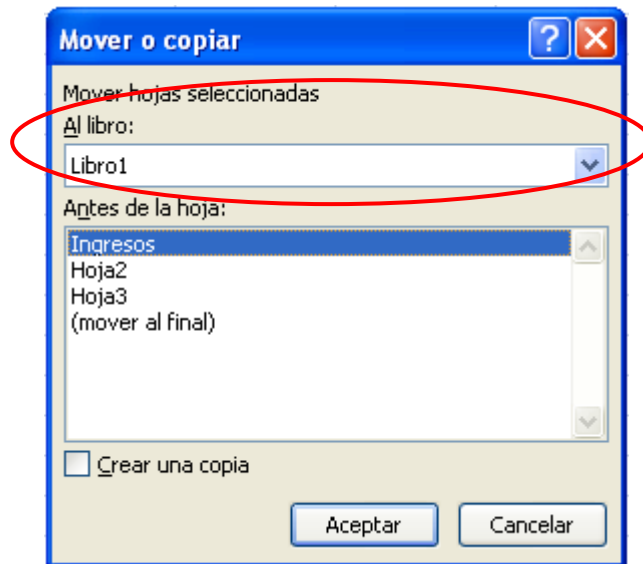 Mover o copiar
Mover hojas seleccionadas
Al libro:
Libro1
Antes de la hoja:
Ingresos
Hoja2
Hoja3
(mover al final)
Crear una copia
Aceptar Cancelar